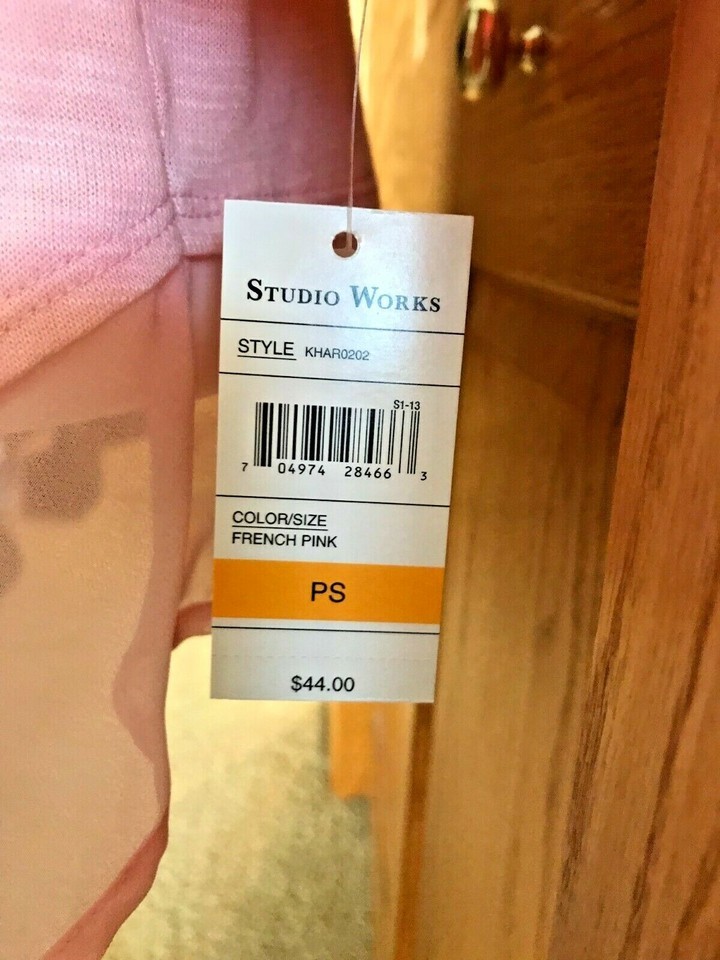 STUDIO WORKS
STYLE KHAR0202
S1-13
7 04974 28466 3
COLOR/SIZE
FRENCH PINK
PS
$44.00